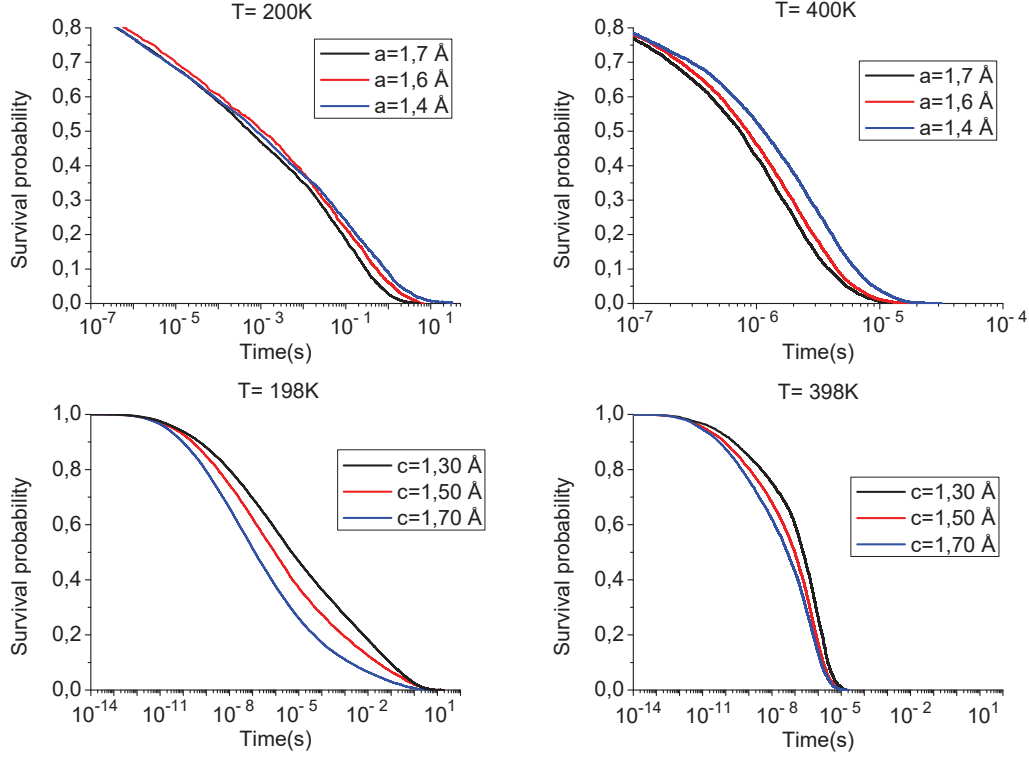 T= 200K
0,8
0,7
0,6
0,5
0,4
0,3
0,2
0,1
0,0
Survival probability
a=1,7 Å
a=1,6 Å
a=1,4 Å
10⁻⁷ 10⁻⁵ 10⁻³ 10⁻¹ 10¹
Time(s)
T= 400K
0,8
0,7
0,6
0,5
0,4
0,3
0,2
0,1
0,0
Survival probability
a=1,7 Å
a=1,6 Å
a=1,4 Å
10⁻⁷ 10⁻⁶ 10⁻⁵ 10⁻⁴
Time(s)
T= 198K
1,0
0,8
0,6
0,4
0,2
0,0
Survival probability
c=1,30 Å
c=1,50 Å
c=1,70 Å
10⁻¹⁴ 10⁻¹¹ 10⁻⁸ 10⁻⁵ 10⁻² 10¹
Time(s)
T= 398K
1,0
0,8
0,6
0,4
0,2
0,0
Survival probability
c=1,30 Å
c=1,50 Å
c=1,70 Å
10⁻¹⁴ 10⁻¹¹ 10⁻⁸ 10⁻⁵ 10⁻² 10¹
Time(s)